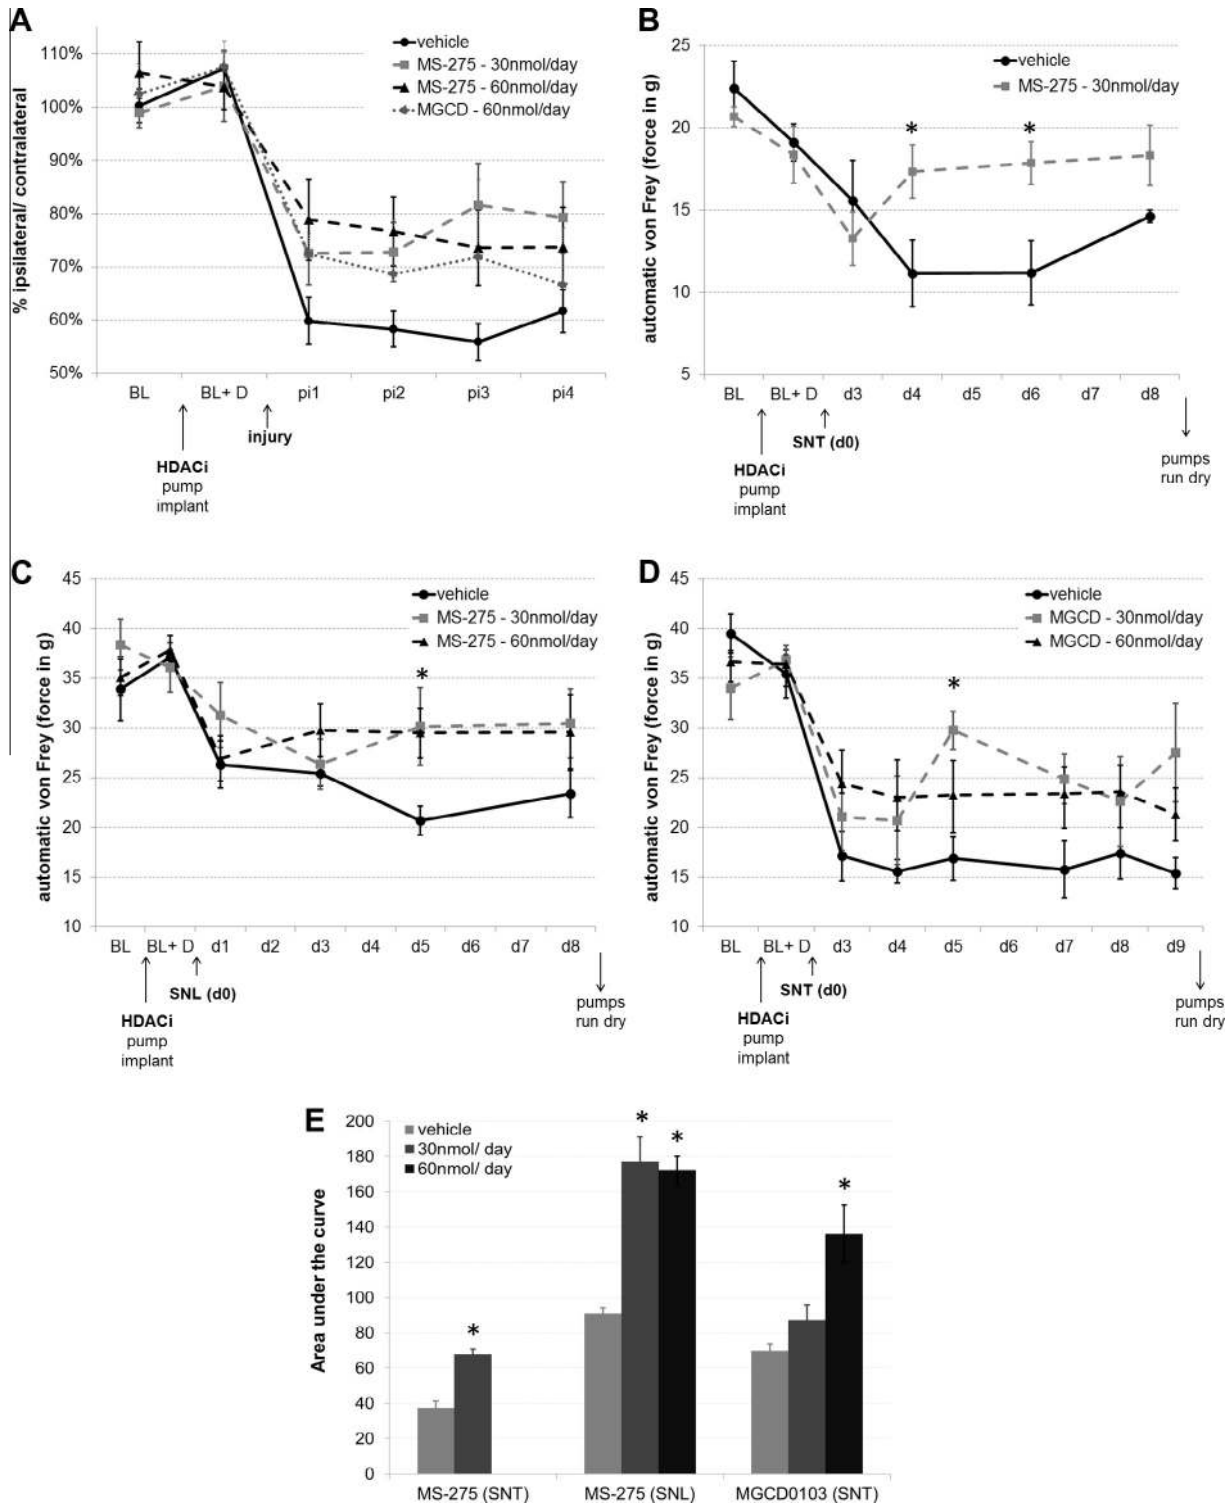 A
% ipsilateral/ contralateral
110%
100%
90%
80%
70%
60%
50%
vehicle
MS-275 - 30nmol/day
MS-275 - 60nmol/day
MGCD - 60nmol/day
BL BL+ D pi1 pi2 pi3 pi4
injury
HDACi
pump
implant
B
automatic von Frey (force in g)
25
20
15
10
5
vehicle
MS-275 - 30nmol/day
*
*
BL BL+ D d3 d4 d5 d6 d7 d8
SNT (d0)
HDACi
pump
implant
pumps
run dry
C
automatic von Frey (force in g)
45
40
35
30
25
20
15
10
vehicle
MS-275 - 30nmol/day
MS-275 - 60nmol/day
*
BL BL+ D d1 d2 d3 d4 d5 d6 d7 d8
SNL (d0)
HDACi
pump
implant
pumps
run dry
D
automatic von Frey (force in g)
45
40
35
30
25
20
15
10
vehicle
MGCD - 30nmol/day
MGCD - 60nmol/day
*
BL BL+ D d3 d4 d5 d6 d7 d8 d9
SNT (d0)
HDACi
pump
implant
pumps
run dry
E
Area under the curve
200
180
160
140
120
100
80
60
40
20
0
vehicle
30nmol/ day
60nmol/ day
*
*
*
*
MS-275 (SNT) MS-275 (SNL) MGCD0103 (SNT)